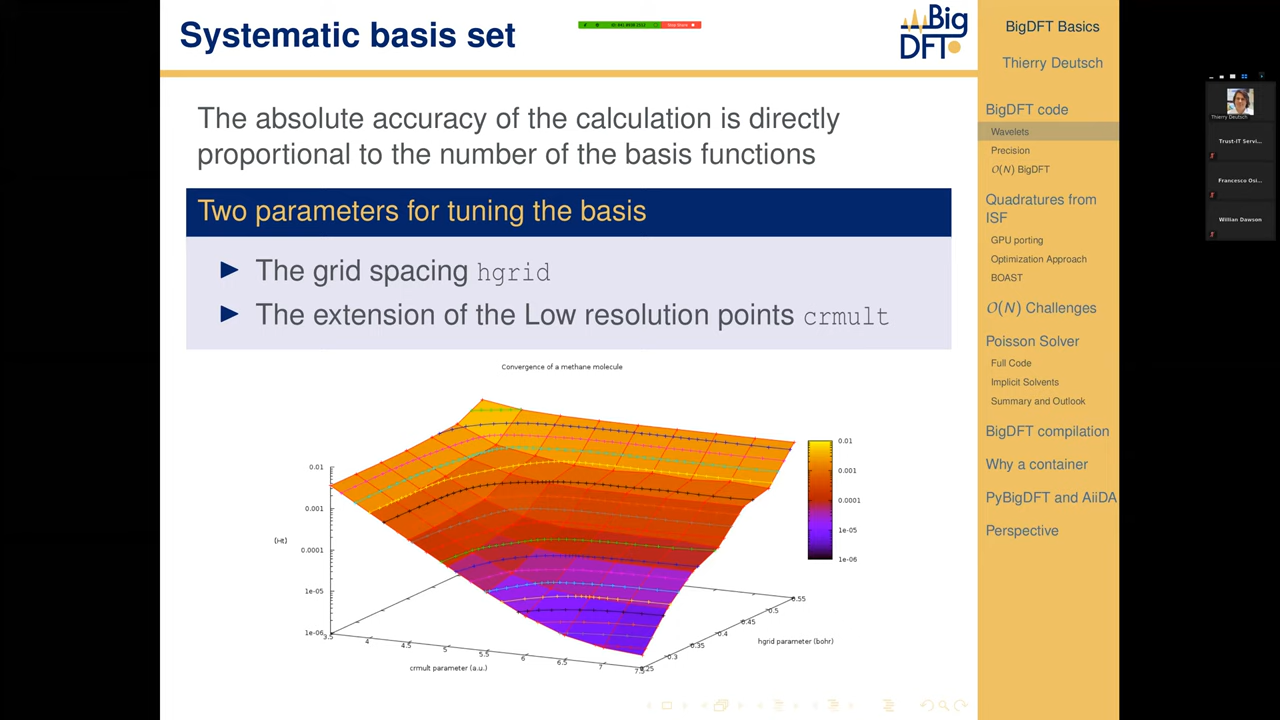 Systematic basis set
Big
DFT
The absolute accuracy of the calculation is directly
proportional to the number of the basis functions
Two parameters for tuning the basis
The grid spacing hgrid
The extension of the Low resolution points crmult
Convergence of a methane molecule
0.01
0.001
[Ht]
0.0001
1e-05
1e-06
3.5
4
4.5
5
5.5
6
6.5
7
7.5
crmult parameter (a.u.)
0.25
0.3
0.35
0.4
0.45
0.5
0.55
hgrid parameter (bohr)
0.01
0.001
0.0001
1e-05
1e-06
BigDFT Basics
Thierry Deutsch
BigDFT code
Wavelets
Precision
O(N) BigDFT
Quadratures from
ISF
GPU porting
Optimization Approach
BOAST
O(N) Challenges
Poisson Solver
Full Code
Implicit Solvents
Summary and Outlook
BigDFT compilation
Why a container
PyBigDFT and AiiDA
Perspective
Thierry Deutsch
Trust-IT Servi...
Francesco Osi...
Willian Dawson